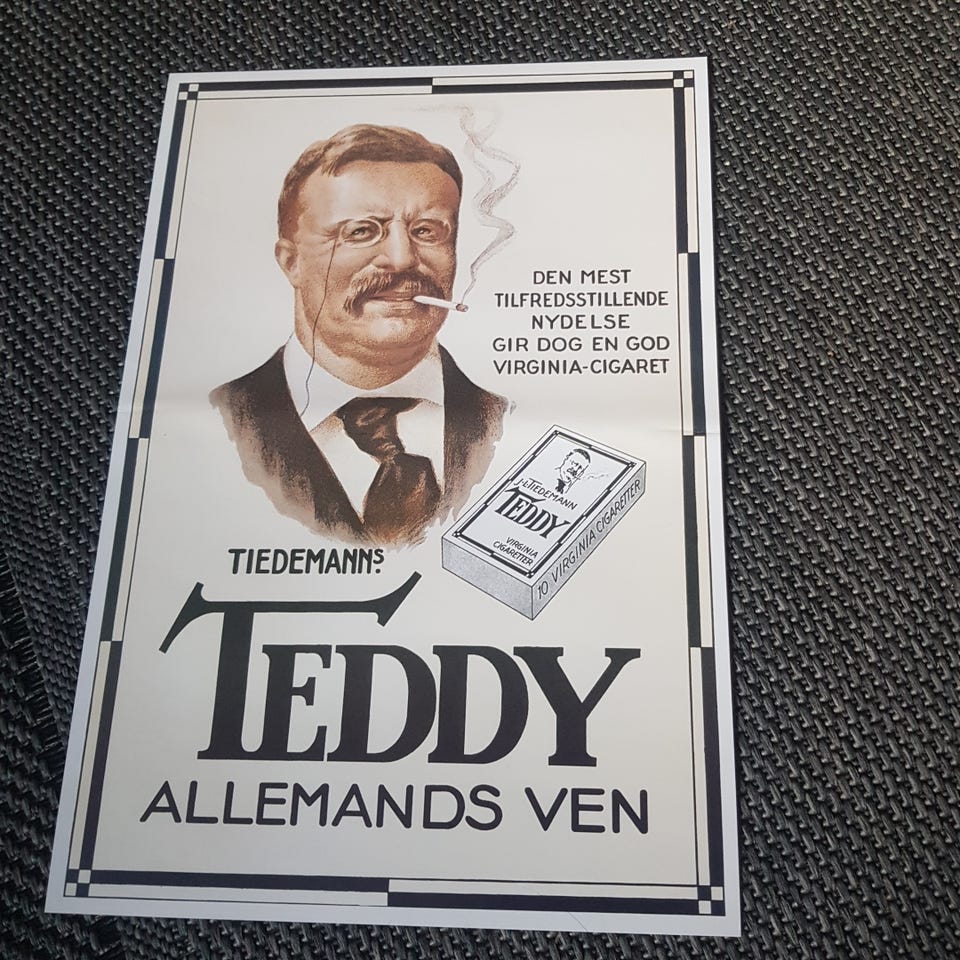 DEN MEST
TILFREDSSTILLENDE
NYDELSE
GIR DOG EN GOD
VIRGINIA-CIGARET
J.L.TIEDEMANN
TEDDY
VIRGINIA
CIGARETTER
10 VIRGINIA CIGARETTER
TIEDEMANNS.
TEDDY
ALLEMANDS VEN